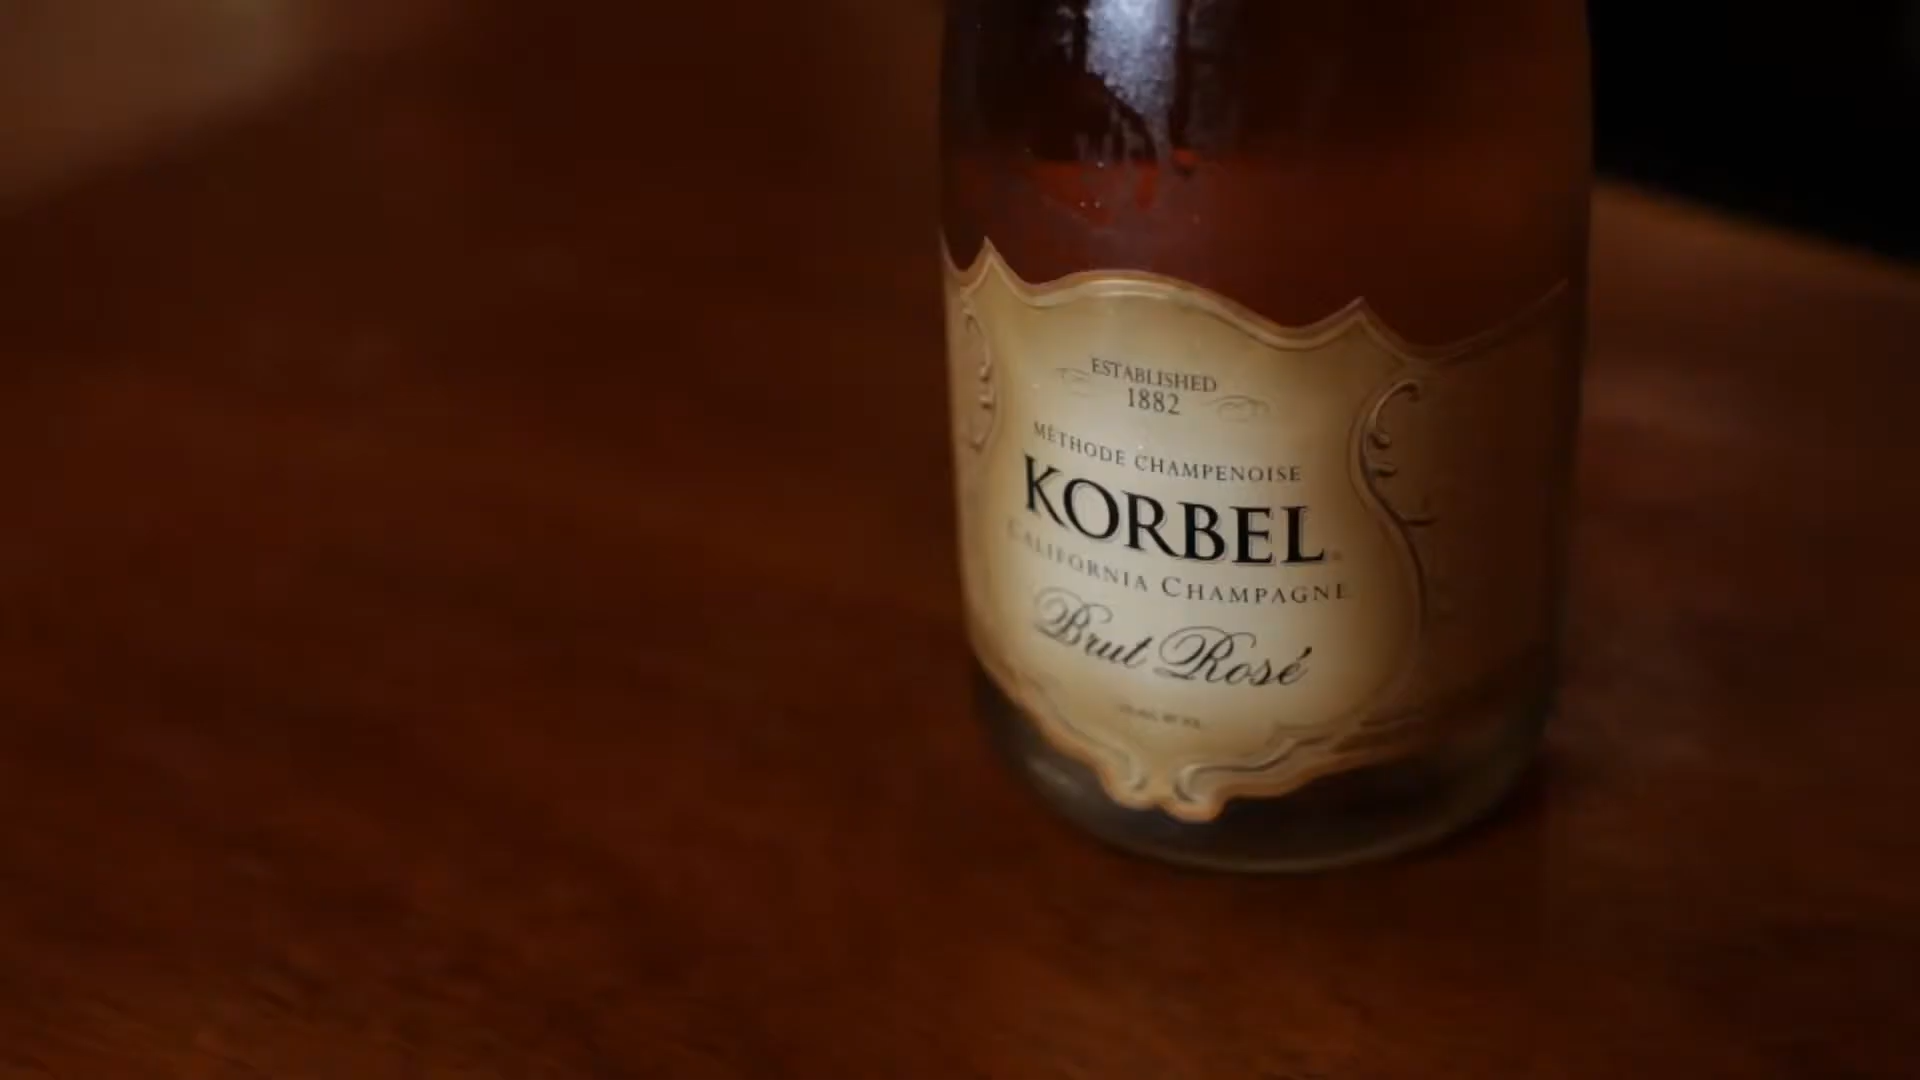 ESTABLISHED
1882
MÉTHODE CHAMPENOISE
KORBEL
CALIFORNIA CHAMPAGNE
Brut Rosé